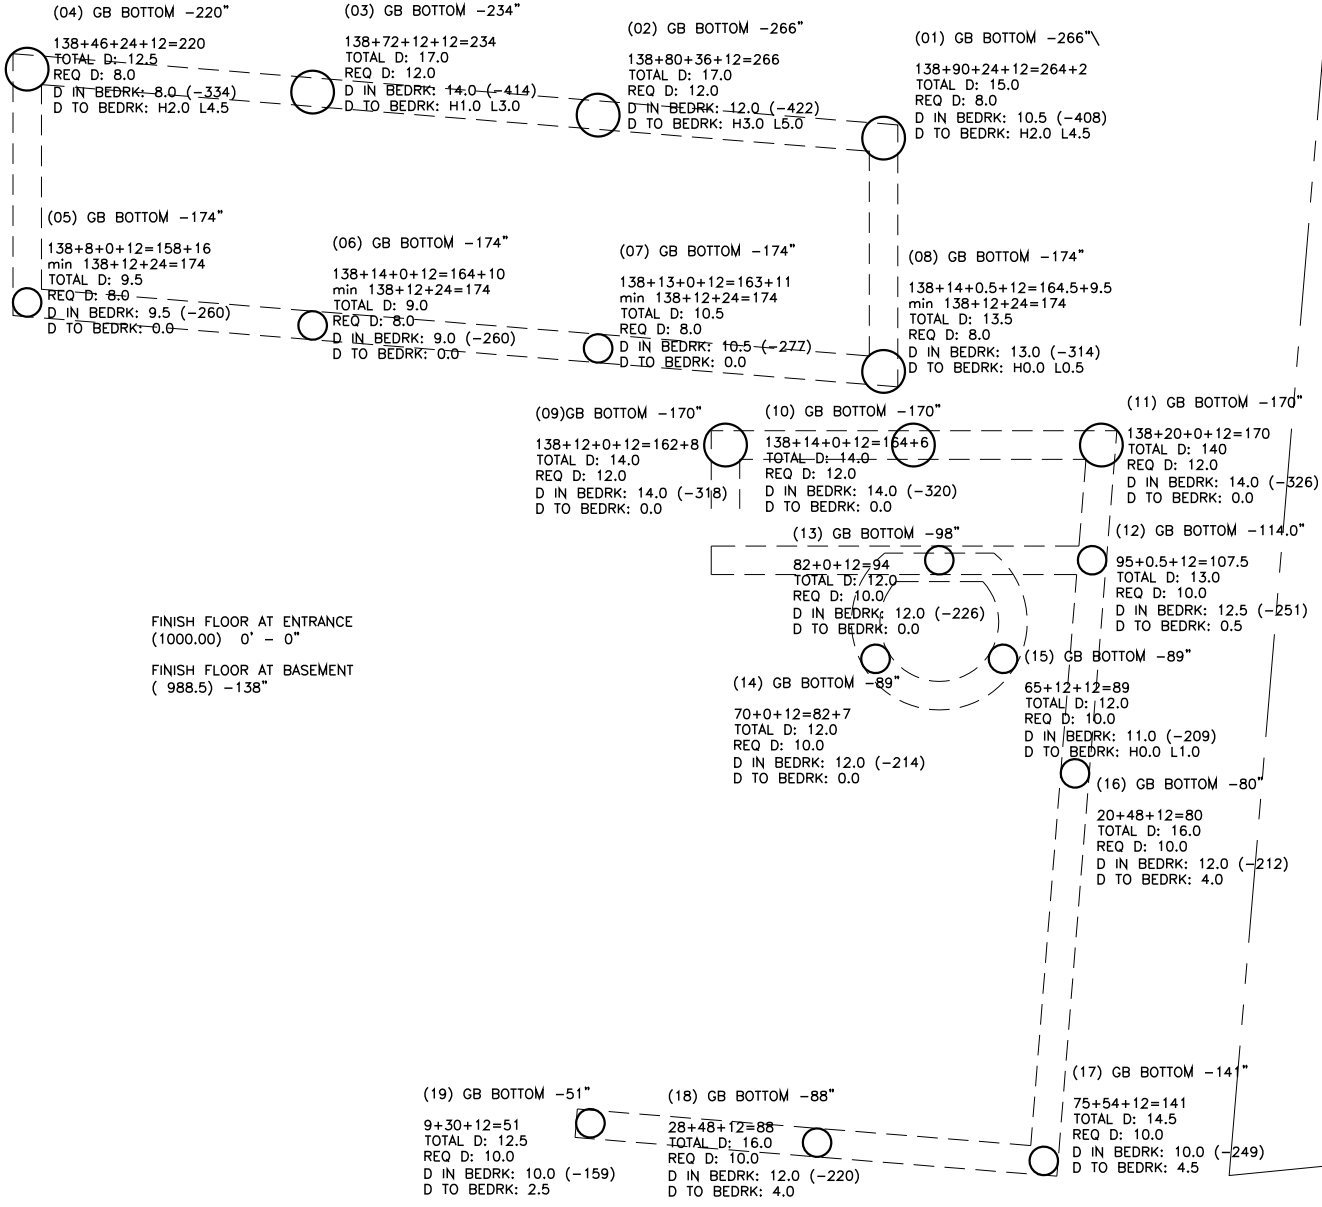 (04) GB BOTTOM -220"
138+46+24+12=220
TOTAL D: 12.5
REQ D: 8.0
D IN BEDRK: 8.0 (-334)
D TO BEDRK: H2.0 L4.5
(03) GB BOTTOM -234"
138+72+12+12=234
TOTAL D: 17.0
REQ D: 12.0
D IN BEDRK: 14.0 (-414)
D TO BEDRK: H1.0 L3.0
(02) GB BOTTOM -266"
138+80+36+12=266
TOTAL D: 17.0
REQ D: 12.0
D IN BEDRK: 12.0 (-422)
D TO BEDRK: H3.0 L5.0
(01) GB BOTTOM -266"\
138+90+24+12=264+2
TOTAL D: 15.0
REQ D: 8.0
D IN BEDRK: 10.5 (-408)
D TO BEDRK: H2.0 L4.5
(05) GB BOTTOM -174"
138+8+0+12=158+16
min 138+12+24=174
TOTAL D: 9.5
REQ D: 8.0
D IN BEDRK: 9.5 (-260)
D TO BEDRK: 0.0
(06) GB BOTTOM -174"
138+14+0+12=164+10
min 138+12+24=174
TOTAL D: 9.0
REQ D: 8.0
D IN BEDRK: 9.0 (-260)
D TO BEDRK: 0.0
(07) GB BOTTOM -174"
138+13+0+12=163+11
min 138+12+24=174
TOTAL D: 10.5
REQ D: 8.0
D IN BEDRK: 10.5 (-277)
D TO BEDRK: 0.0
(08) GB BOTTOM -174"
138+14+0.5+12=164.5+9.5
min 138+12+24=174
TOTAL D: 13.5
REQ D: 8.0
D IN BEDRK: 13.0 (-314)
D TO BEDRK: H0.0 L0.5
(09)GB BOTTOM -170"
138+12+0+12=162+8
TOTAL D: 14.0
REQ D: 12.0
D IN BEDRK: 14.0 (-318)
D TO BEDRK: 0.0
(10) GB BOTTOM -170"
138+14+0+12=164+6
TOTAL D: 14.0
REQ D: 12.0
D IN BEDRK: 14.0 (-320)
D TO BEDRK: 0.0
(11) GB BOTTOM -170"
138+20+0+12=170
TOTAL D: 140
REQ D: 12.0
D IN BEDRK: 14.0 (-326)
D TO BEDRK: 0.0
(13) GB BOTTOM -98"
82+0+12=94
TOTAL D: 12.0
REQ D: 10.0
D IN BEDRK: 12.0 (-226)
D TO BEDRK: 0.0
(12) GB BOTTOM -114.0"
95+0.5+12=107.5
TOTAL D: 13.0
REQ D: 10.0
D IN BEDRK: 12.5 (-251)
D TO BEDRK: 0.5
FINISH FLOOR AT ENTRANCE
(1000.00) 0' - 0"
FINISH FLOOR AT BASEMENT
( 988.5) -138"
(14) GB BOTTOM -89"
70+0+12=82+7
TOTAL D: 12.0
REQ D: 10.0
D IN BEDRK: 12.0 (-214)
D TO BEDRK: 0.0
(15) GB BOTTOM -89"
65+12+12=89
TOTAL D: 12.0
REQ D: 10.0
D IN BEDRK: 11.0 (-209)
D TO BEDRK: H0.0 L1.0
(16) GB BOTTOM -80"
20+48+12=80
TOTAL D: 16.0
REQ D: 10.0
D IN BEDRK: 12.0 (-212)
D TO BEDRK: 4.0
(19) GB BOTTOM -51"
9+30+12=51
TOTAL D: 12.5
REQ D: 10.0
D IN BEDRK: 10.0 (-159)
D TO BEDRK: 2.5
(18) GB BOTTOM -88"
28+48+12=88
TOTAL D: 16.0
REQ D: 10.0
D IN BEDRK: 12.0 (-220)
D TO BEDRK: 4.0
(17) GB BOTTOM -141"
75+54+12=141
TOTAL D: 14.5
REQ D: 10.0
D IN BEDRK: 10.0 (-249)
D TO BEDRK: 4.5